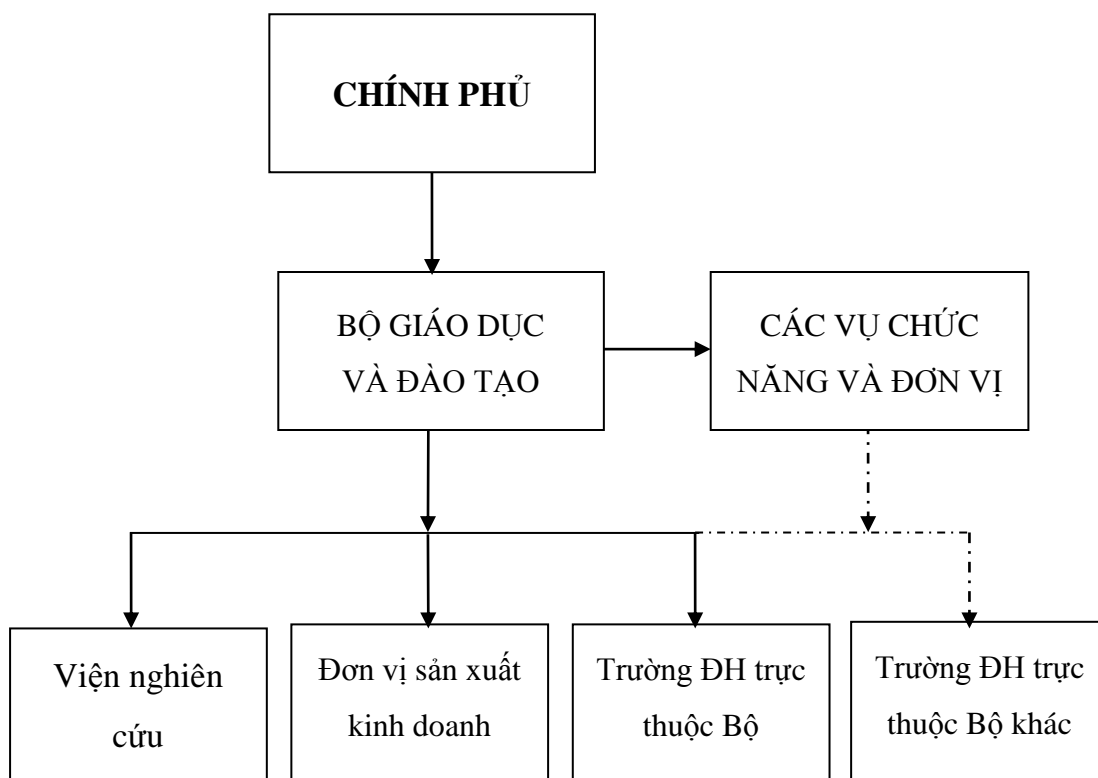 CHÍNH PHỦ
BỘ GIÁO DỤC
VÀ ĐÀO TẠO
CÁC VỤ CHỨC
NĂNG VÀ ĐƠN VỊ
Viện nghiên
cứu
Đơn vị sản xuất
kinh doanh
Trường ĐH trực
thuộc Bộ
Trường ĐH trực
thuộc Bộ khác